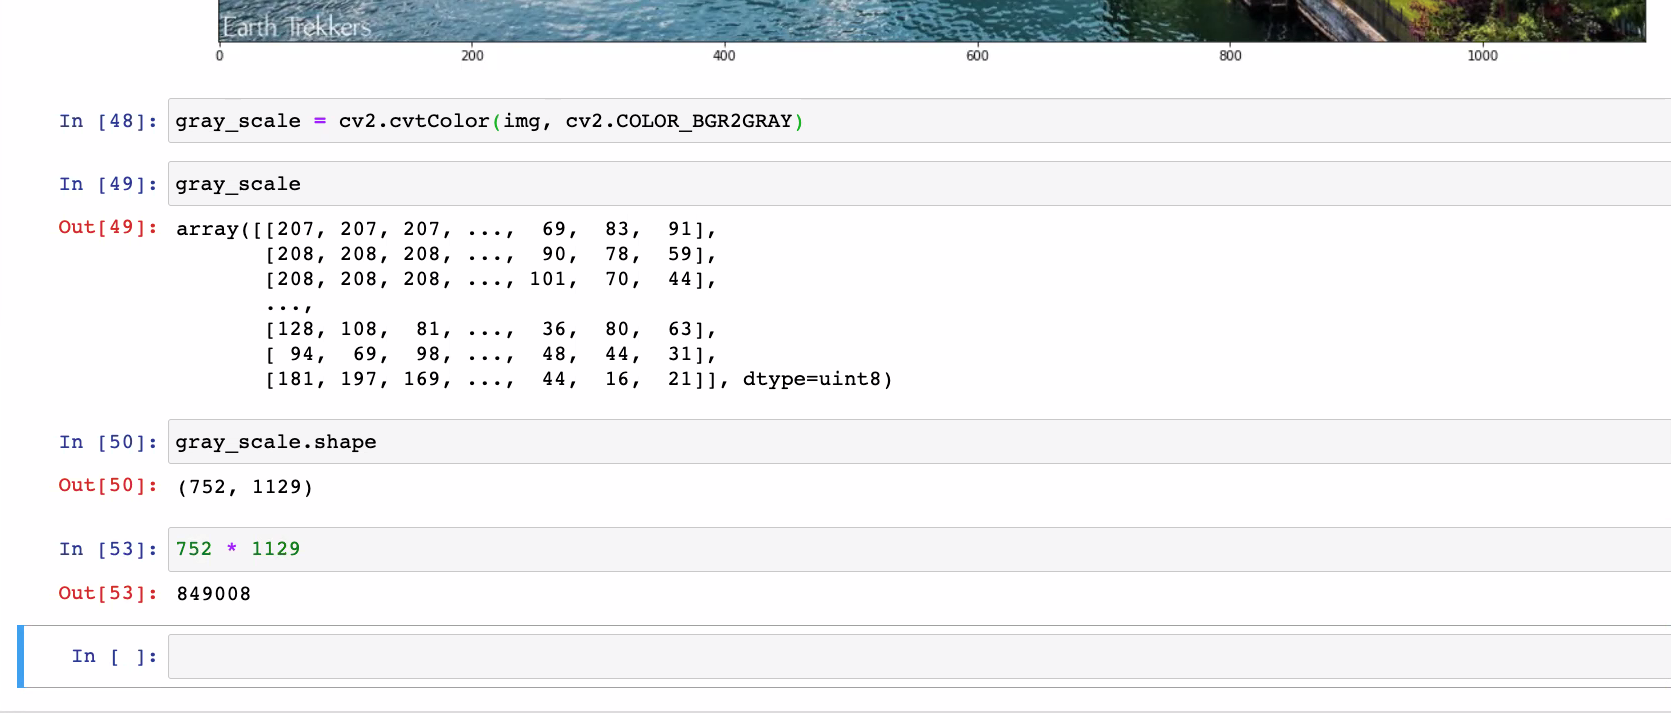 Earth Trekkers
0 200 400 600 800 1000
In [48]: gray_scale = cv2.cvtColor(img, cv2.COLOR_BGR2GRAY)
In [49]: gray_scale
Out[49]: array([[207, 207, 207, ..., 69, 83, 91],
[208, 208, 208, ..., 90, 78, 59],
[208, 208, 208, ..., 101, 70, 44],
...,
[128, 108, 81, ..., 36, 80, 63],
[ 94, 69, 98, ..., 48, 44, 31],
[181, 197, 169, ..., 44, 16, 21]], dtype=uint8)
In [50]: gray_scale.shape
Out[50]: (752, 1129)
In [53]: 752 * 1129
Out[53]: 849008
In [ ]: